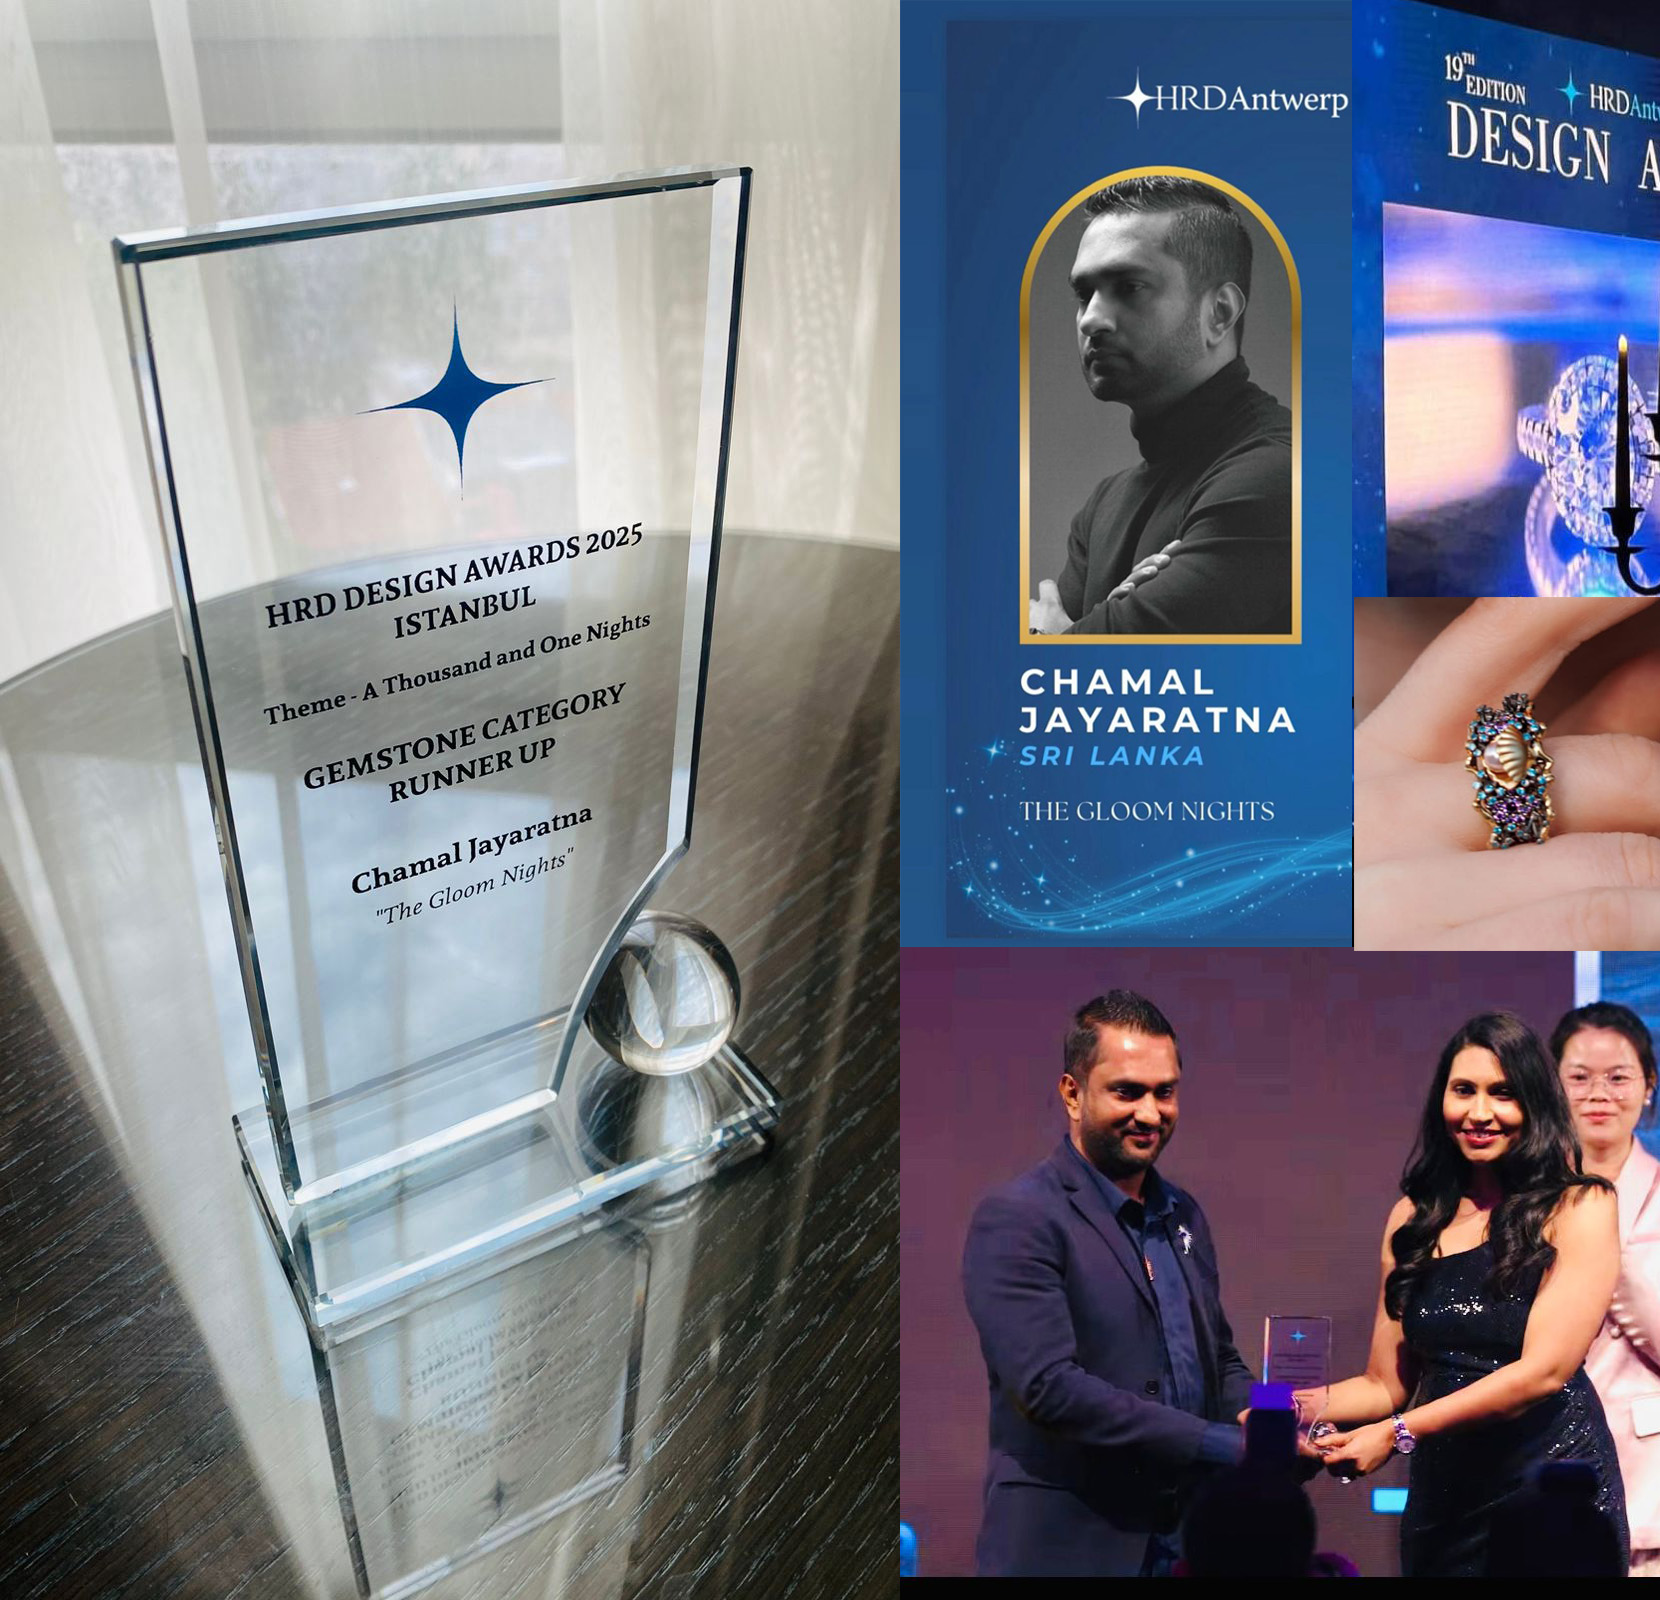 HRD DESIGN AWARDS 2025
ISTANBUL
Theme - A Thousand and One Nights
GEMSTONE CATEGORY
RUNNER UP
Chamal Jayaratna
"The Gloom Nights"
HRDAntwerp
CHAMAL
JAYARATNA
SRI LANKA
THE GLOOM NIGHTS
19TH
EDITION
HRDAntw
DESIGN A